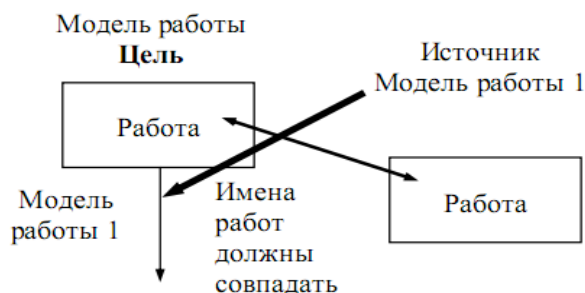 Модель работы
Цель
Источник
Модель работы 1
Работа
Модель
работы 1
Имена
работ
должны
совпадать
Работа